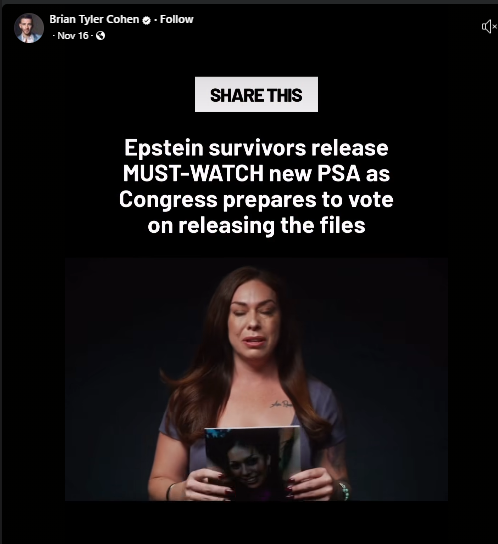 Brian Tyler Cohen · Follow
· Nov 16 ·
SHARE THIS
Epstein survivors release
MUST-WATCH new PSA as
Congress prepares to vote
on releasing the files